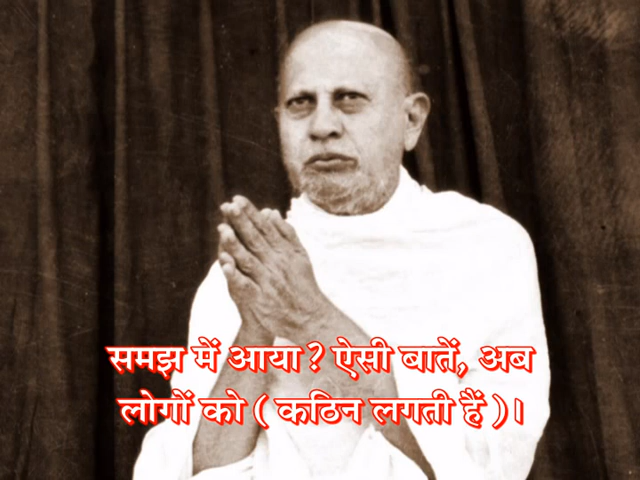 समझ में आया ? ऐसी बातें, अब
लोगों को ( कठिन लगती हैं )।